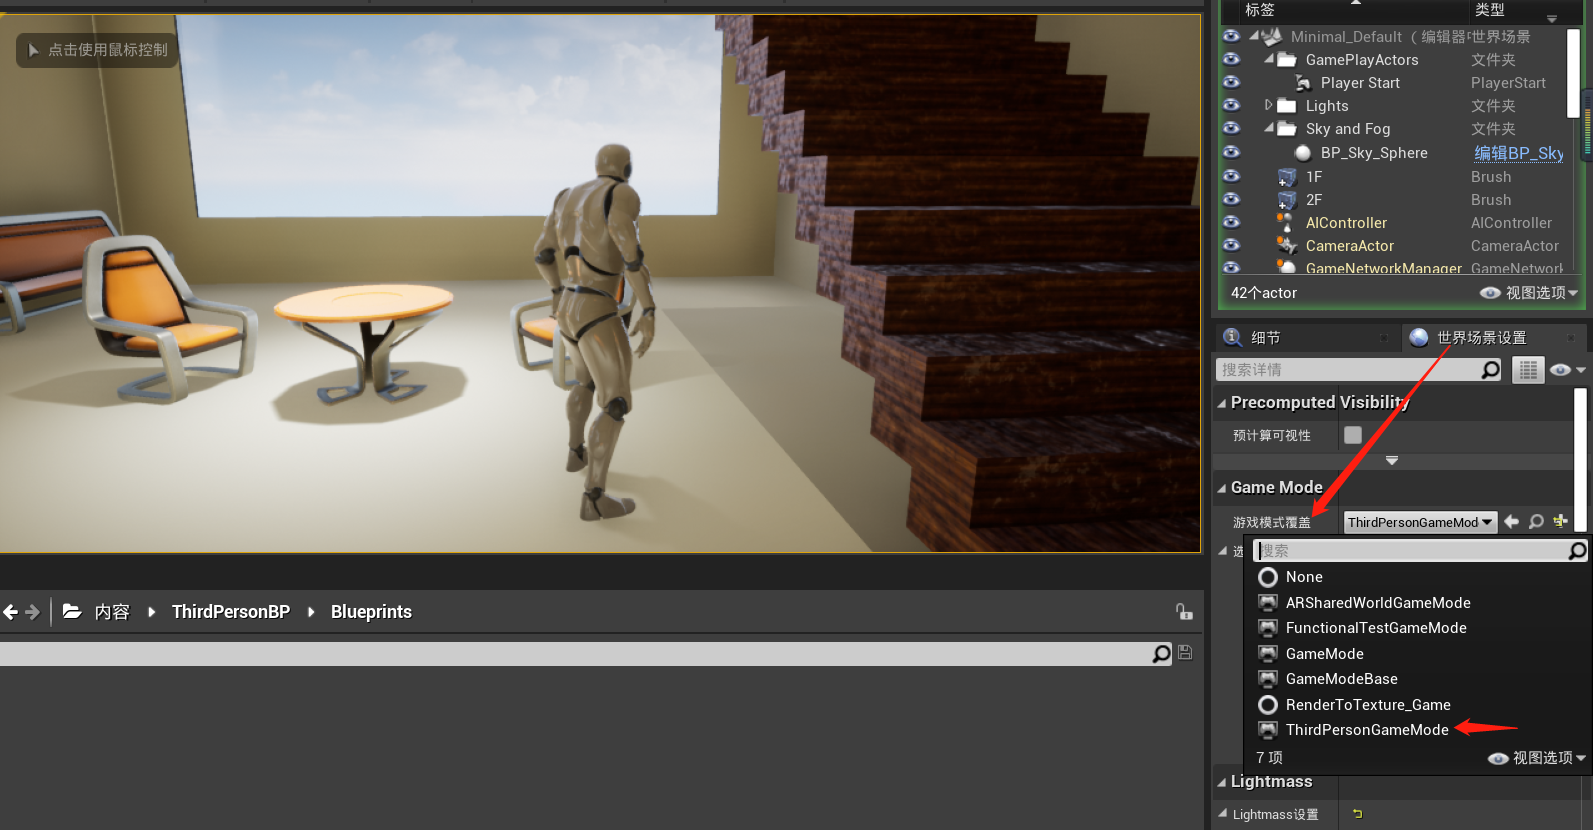 点击使用鼠标控制
标签 类型
Minimal_Default（编辑器中 世界场景
GamePlayActors 文件夹
Player Start PlayerStart
Lights 文件夹
Sky and Fog 文件夹
BP_Sky_Sphere 编辑BP_Sky
1F Brush
2F Brush
AIController AIController
CameraActor CameraActor
GameNetworkManager GameNetwork
42个actor 视图选项
细节 世界场景设置
搜索详情
Precomputed Visibility
预计算可视性
Game Mode
游戏模式覆盖 ThirdPersonGameMod
选
搜索
None
ARSharedWorldGameMode
FunctionalTestGameMode
GameMode
GameModeBase
RenderToTexture_Game
ThirdPersonGameMode
7 项 视图选项
Lightmass
Lightmass设置
内容 ThirdPersonBP Blueprints